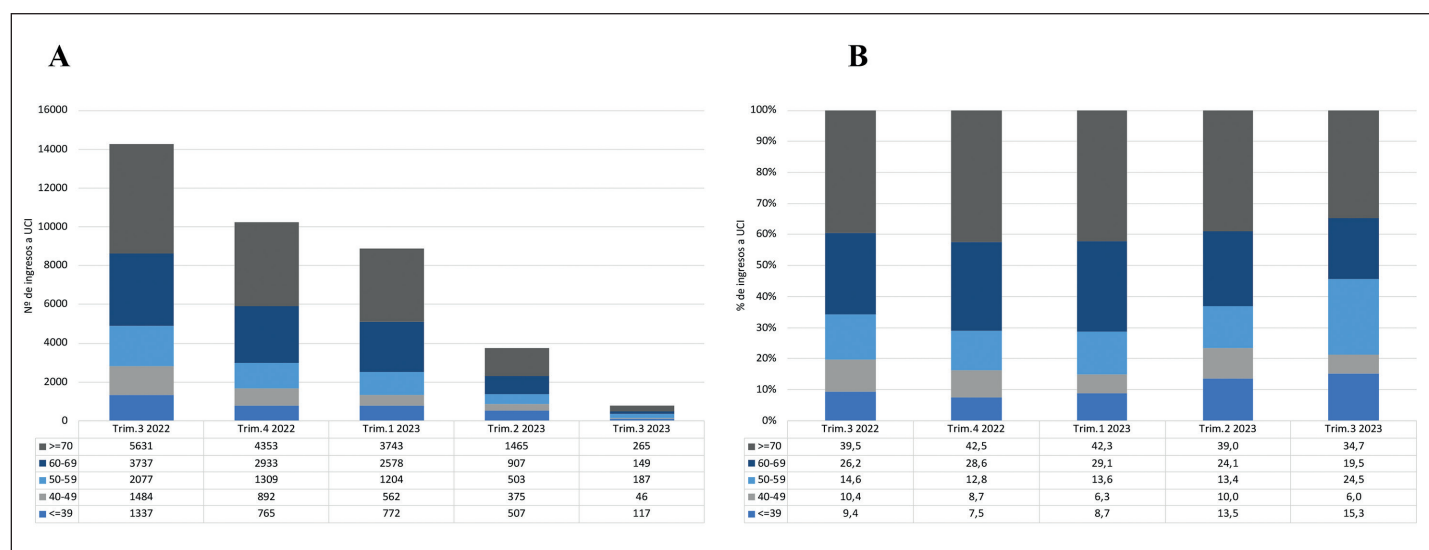 A
Nº de ingresos a UCI
16000
14000
12000
10000
8000
6000
4000
2000
0
Trim.3 2022 Trim.4 2022 Trim.1 2023 Trim.2 2023 Trim.3 2023
>=70 5631 4353 3743 1465 265
60-69 3737 2933 2578 907 149
50-59 2077 1309 1204 503 187
40-49 1484 892 562 375 46
<=39 1337 765 772 507 117
B
% de ingresos a UCI
100%
90%
80%
70%
60%
50%
40%
30%
20%
10%
0%
Trim.3 2022 Trim.4 2022 Trim.1 2023 Trim.2 2023 Trim.3 2023
>=70 39,5 42,5 42,3 39,0 34,7
60-69 26,2 28,6 29,1 24,1 19,5
50-59 14,6 12,8 13,6 13,4 24,5
40-49 10,4 8,7 6,3 10,0 6,0
<=39 9,4 7,5 8,7 13,5 15,3